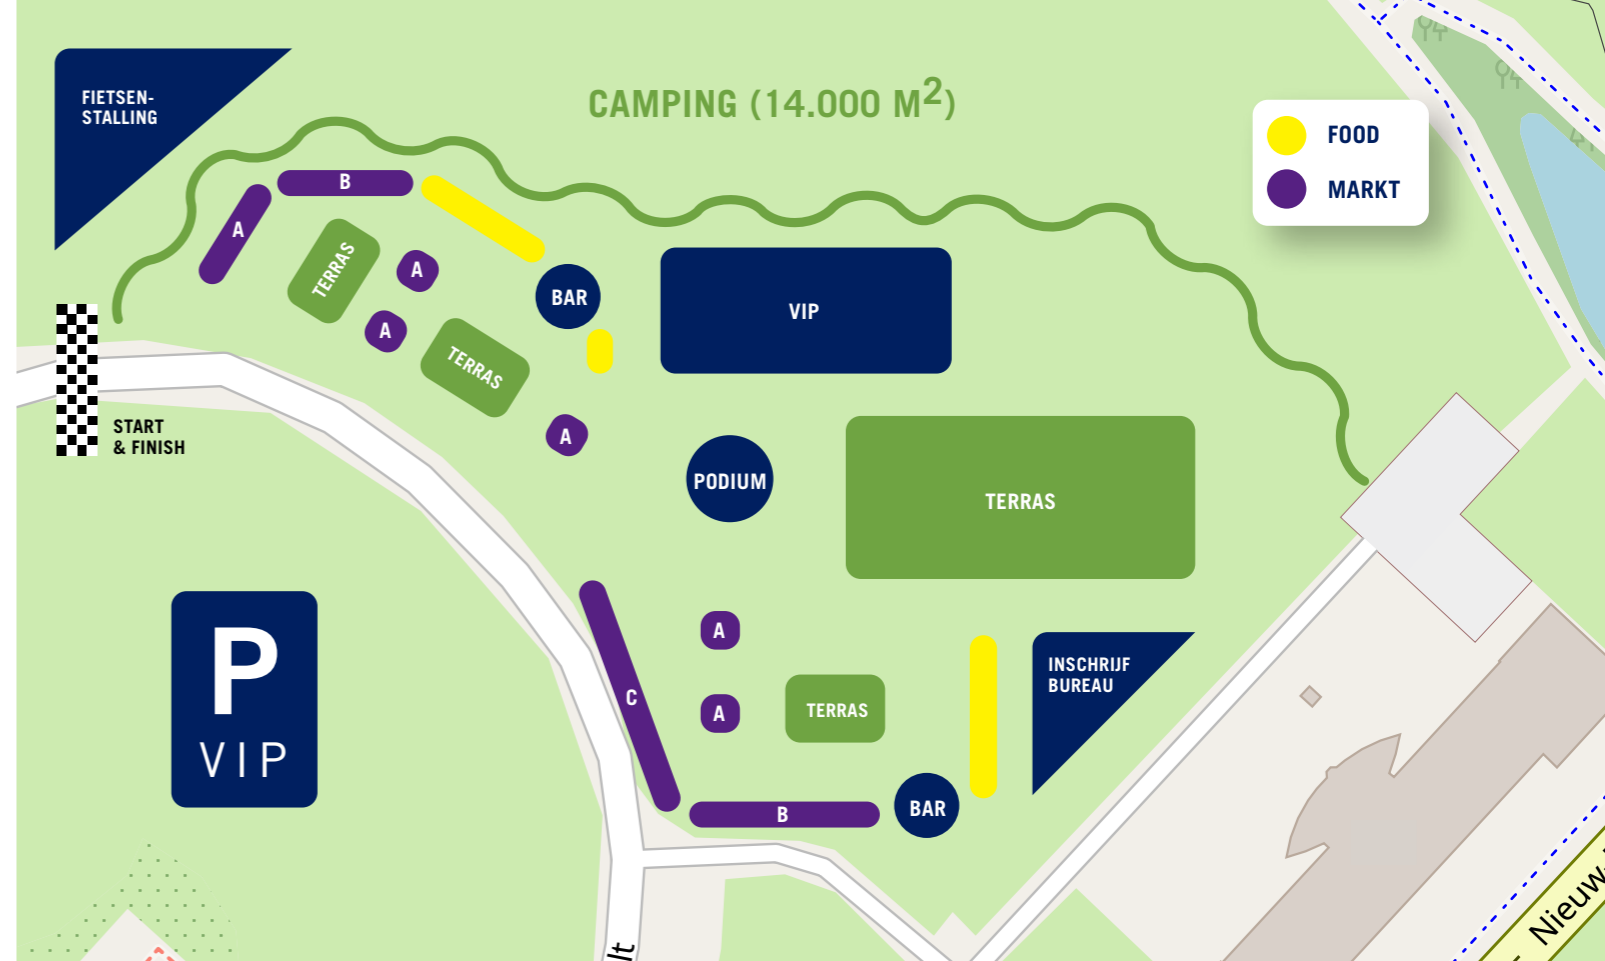 FIETSEN-
STALLING
CAMPING (14.000 M2)
FOOD
MARKT
B
A
TERRAS
A
BAR
A
TERRAS
VIP
START
& FINISH
A
PODIUM
TERRAS
P
VIP
A
C
A
TERRAS
INSCHRIJF
BUREAU
B
BAR
lt
Nieuw-